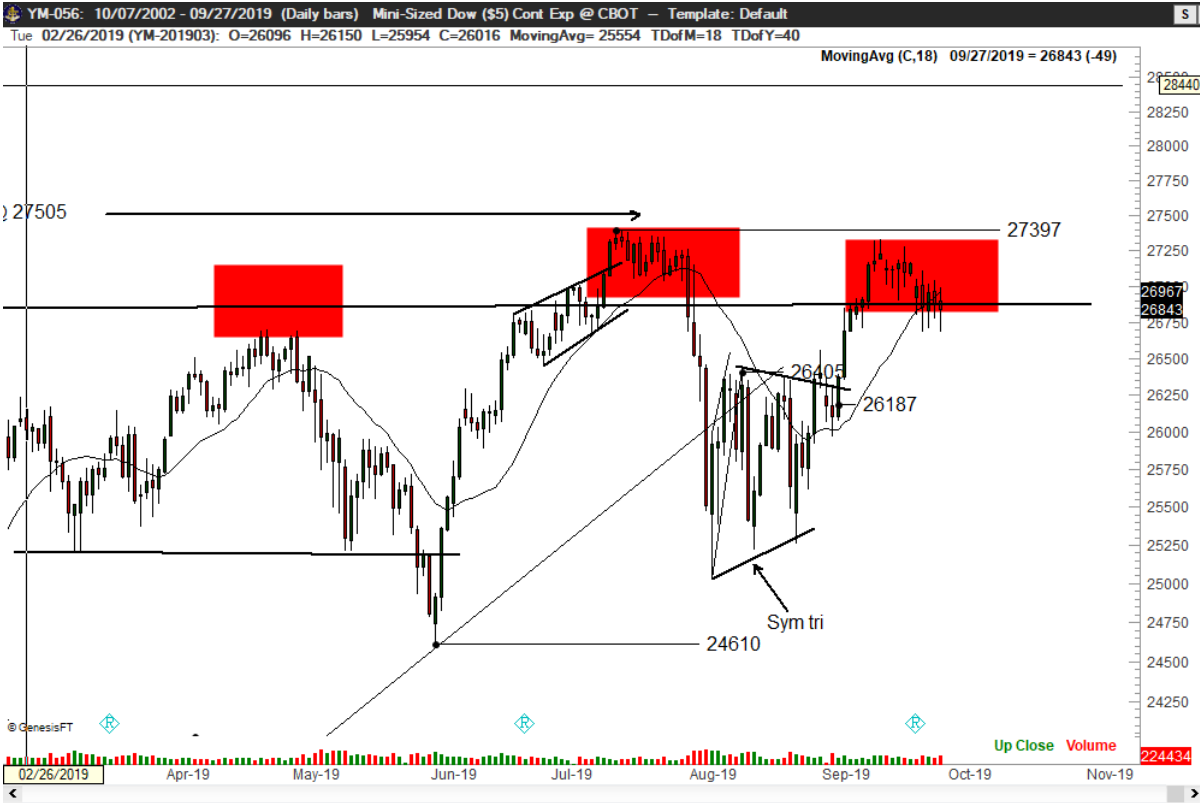 YM-056: 10/07/2002 - 09/27/2019 (Daily bars) Mini-Sized Dow ($5) Cont Exp @ CBOT — Template: Default
S
Tue 02/26/2019 (YM-201903): O=26096 H=26150 L=25954 C=26016 MovingAvg= 25554 TDofM=18 TDofY=40
MovingAvg (C,18) 09/27/2019 = 26843 (-49)
28440
28250
28000
27750
27505
27500
27397
27250
26967
26843
26750
26500
26405
26250
26187
26000
25750
25500
25250
25000
Sym tri
24750
24610
24500
24250
R
R
R
© GenesisFT
Up Close Volume
224434
02/26/2019
Apr-19
May-19
Jun-19
Jul-19
Aug-19
Sep-19
Oct-19
Nov-19